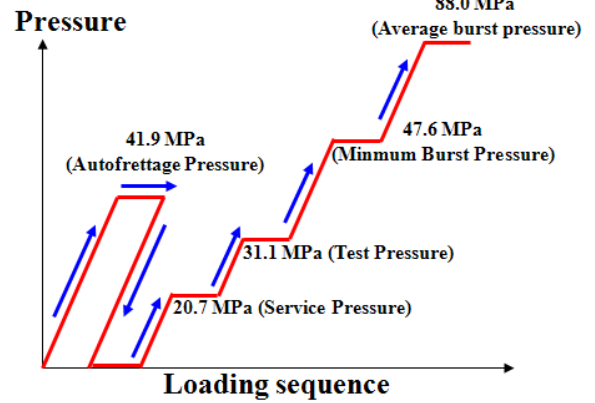 88.0 MPa
(Average burst pressure)
Pressure
47.6 MPa
(Minmum Burst Pressure)
41.9 MPa
(Autofrettage Pressure)
31.1 MPa (Test Pressure)
20.7 MPa (Service Pressure)
Loading sequence